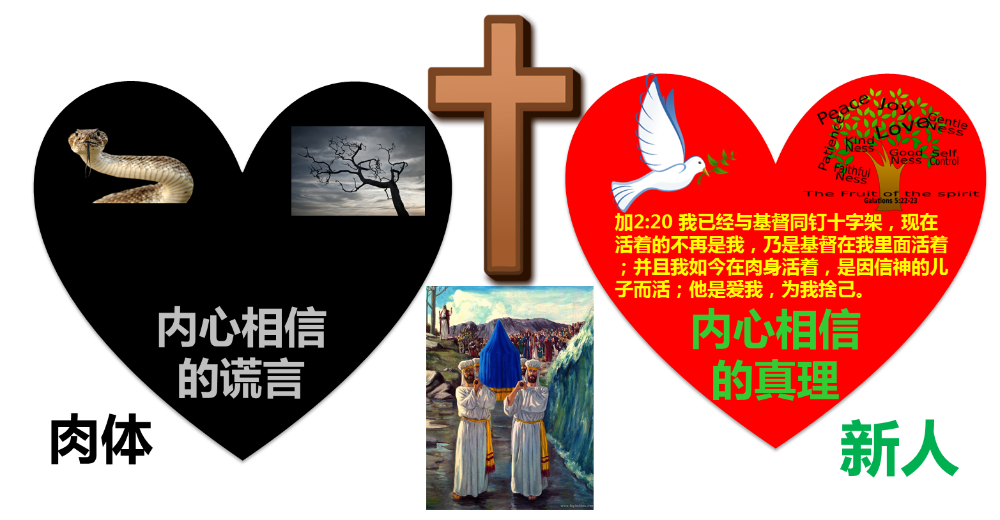 内心相信
的谎言
肉体
Peace
Joy
Love
Gentle
Ness
Patience
Kind
Ness
Good
Ness
Self
Control
Faithful
Ness
The Fruit of the spirit
Galations 5:22-23
加2:20 我已经与基督同钉十字架，现在
活着的不再是我，乃是基督在我里面活着
；并且我如今在肉身活着，是因信神的儿
子而活；他是爱我，为我舍己。
内心相信
的真理
新人
www.fuyinchina.com